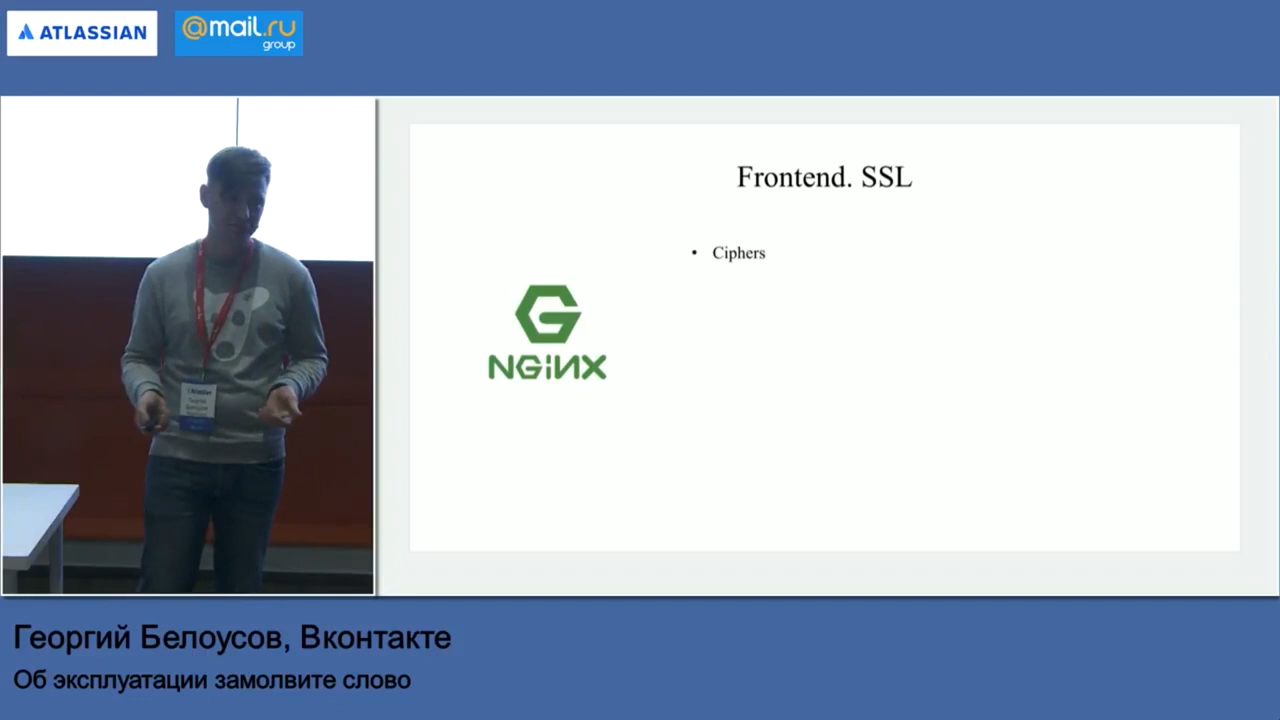 ATLASSIAN
@mail.ru
group
Frontend. SSL
• Ciphers
NGiNX
Георгий Белоусов, Вконтакте
Об эксплуатации замолвите слово